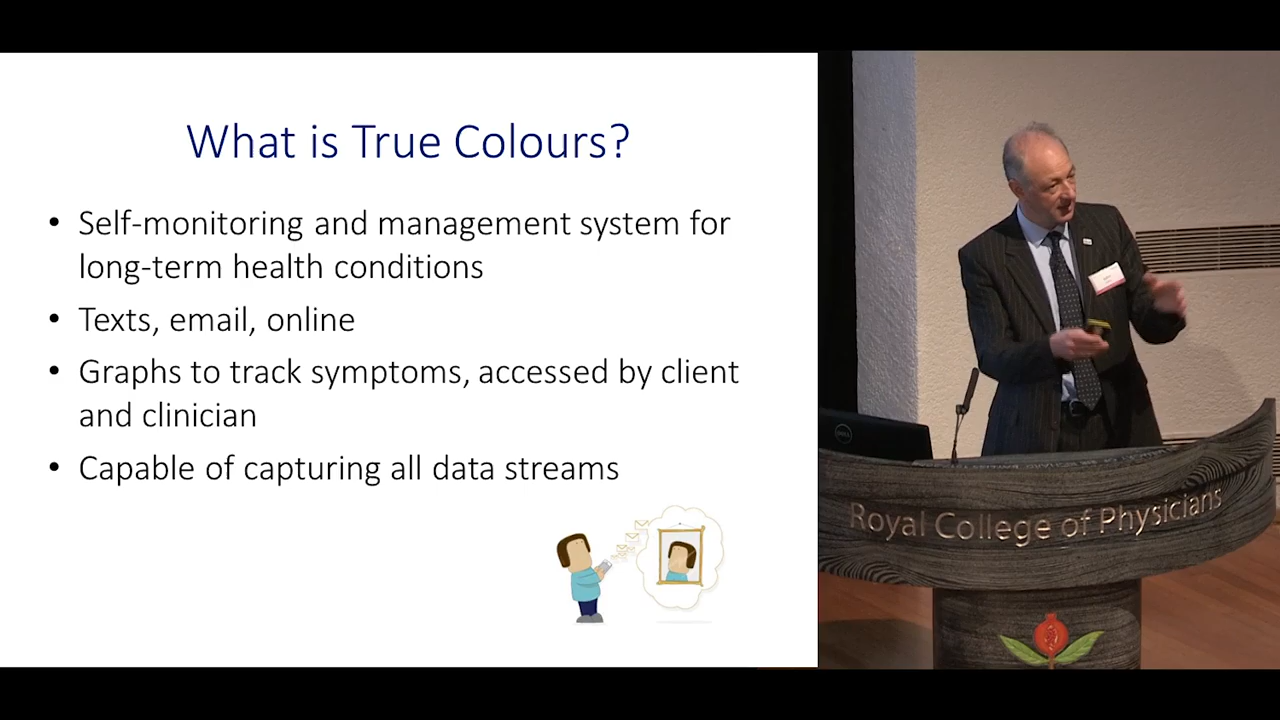 What is True Colours?
• Self-monitoring and management system for
long-term health conditions
• Texts, email, online
• Graphs to track symptoms, accessed by client
and clinician
• Capable of capturing all data streams
DELL
Royal College of Physicians